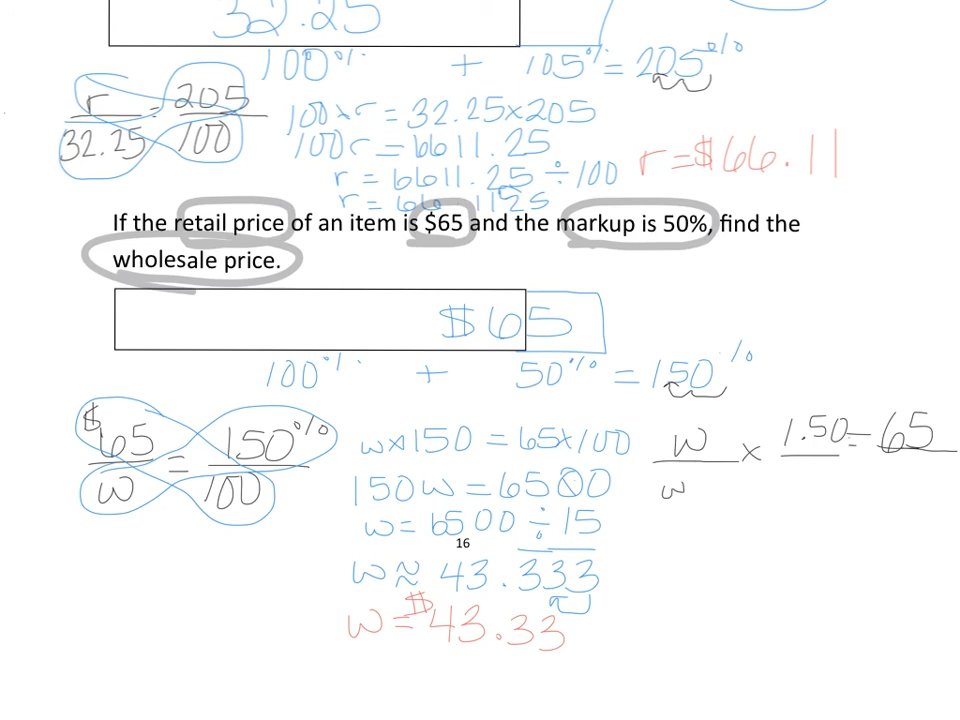 32.25
100% + 105% = 205%
r = 205
32.25 100
100 x r = 32.25 x 205
100r = 6611.25
r = 6611.25 ÷ 100
r = 66.1125
r = $66.11
If the retail price of an item is $65 and the markup is 50%, find the
wholesale price.
$65
100% + 50% = 150%
$65 = 150%
w 100
w x 150 = 65 x 100
150w = 6500
w = 6500 ÷ 15
16
w ≈ 43.333
w = $43.33
w x 1.50 = 65
w